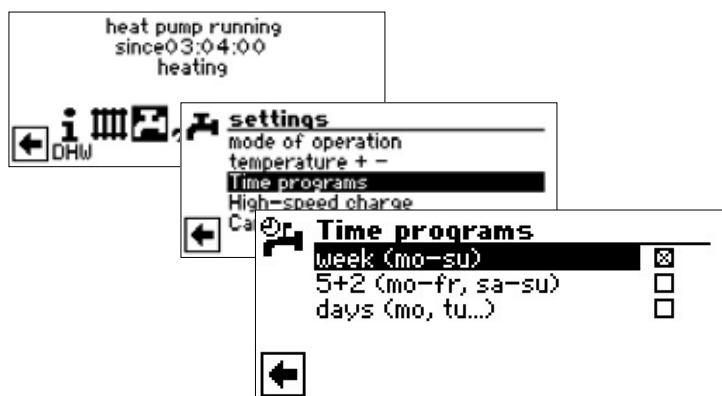 heat pump running
since03:04:00
heating
DHW
settings
mode of operation
temperature + -
Time programs
High-speed charge
Time programs
week (mo-su)
5+2 (mo-fr, sa-su)
days (mo, tu...)